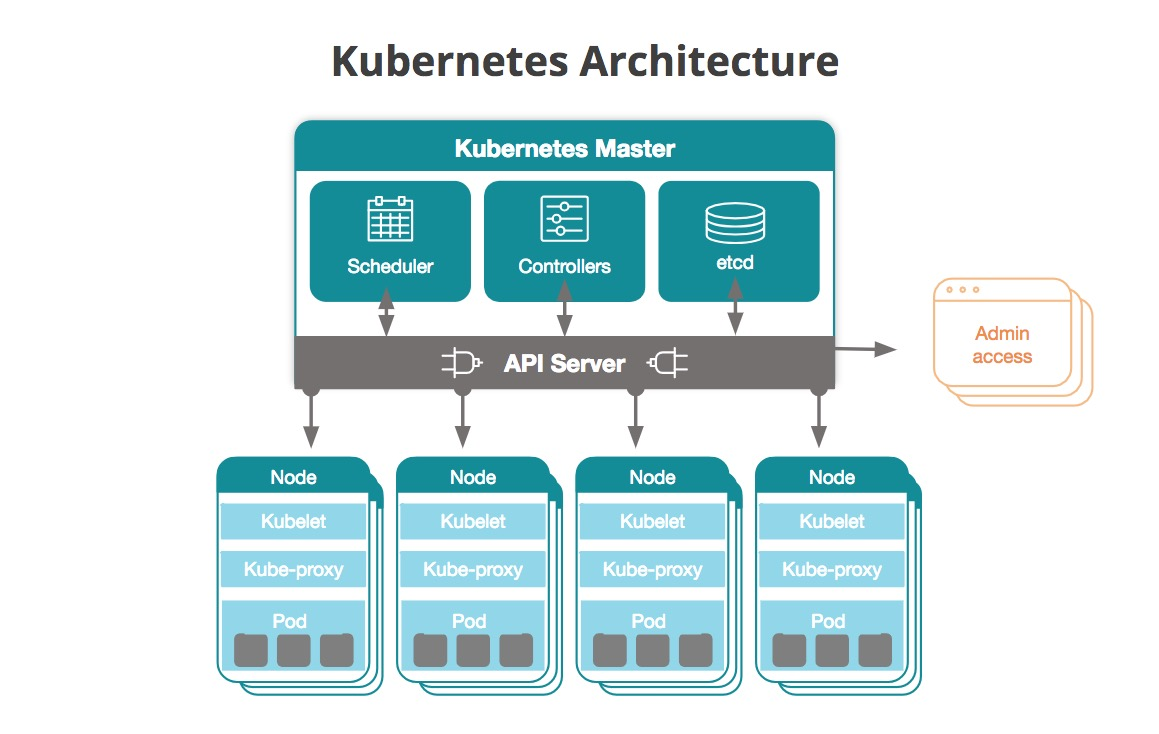 Kubernetes Architecture
Kubernetes Master
Scheduler
Controllers
etcd
API Server
Admin
access
Node
Kubelet
Kube-proxy
Pod
Node
Kubelet
Kube-proxy
Pod
Node
Kubelet
Kube-proxy
Pod
Node
Kubelet
Kube-proxy
Pod